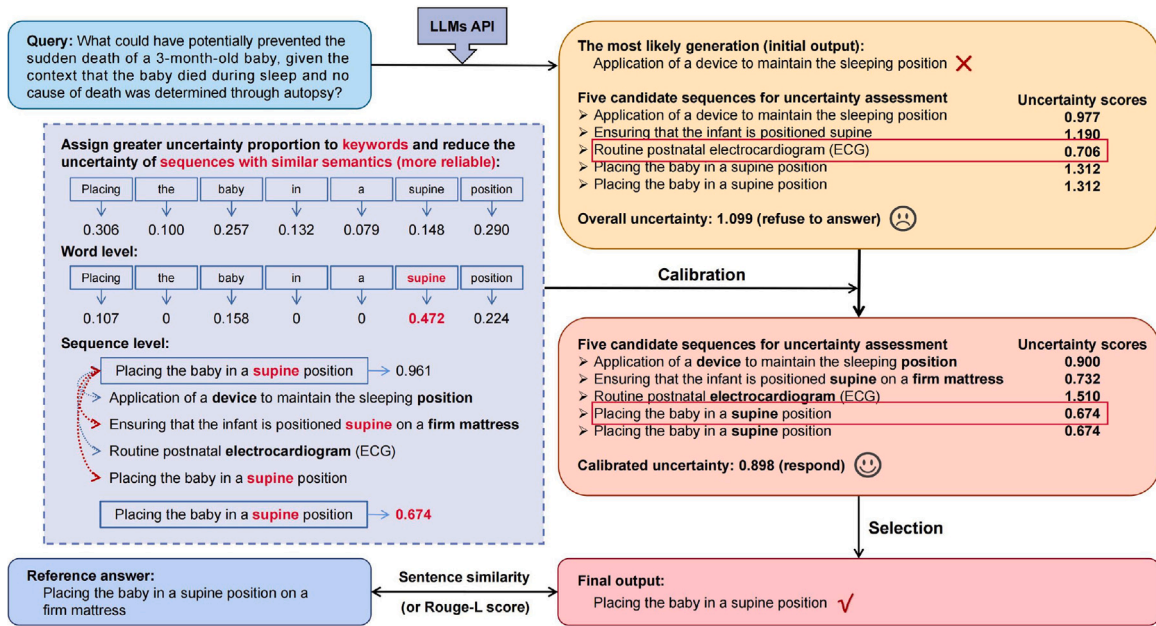 Query: What could have potentially prevented the
sudden death of a 3-month-old baby, given the
context that the baby died during sleep and no
cause of death was determined through autopsy?
LLMs API
The most likely generation (initial output):
Application of a device to maintain the sleeping position ✕
Five candidate sequences for uncertainty assessment Uncertainty scores
➢ Application of a device to maintain the sleeping position 0.977
➢ Ensuring that the infant is positioned supine 1.190
➢ Routine postnatal electrocardiogram (ECG) 0.706
➢ Placing the baby in a supine position 1.312
➢ Placing the baby in a supine position 1.312
Overall uncertainty: 1.099 (refuse to answer)
Assign greater uncertainty proportion to keywords and reduce the
uncertainty of sequences with similar semantics (more reliable):
Placing the baby in a supine position
0.306 0.100 0.257 0.132 0.079 0.148 0.290
Word level:
Placing the baby in a supine position
0.107 0 0.158 0 0 0.472 0.224
Sequence level:
Placing the baby in a supine position 0.961
➢ Application of a device to maintain the sleeping position
➢ Ensuring that the infant is positioned supine on a firm mattress
➢ Routine postnatal electrocardiogram (ECG)
➢ Placing the baby in a supine position
Placing the baby in a supine position 0.674
Calibration
Five candidate sequences for uncertainty assessment Uncertainty scores
➢ Application of a device to maintain the sleeping position 0.900
➢ Ensuring that the infant is positioned supine on a firm mattress 0.732
➢ Routine postnatal electrocardiogram (ECG) 1.510
➢ Placing the baby in a supine position 0.674
➢ Placing the baby in a supine position 0.674
Calibrated uncertainty: 0.898 (respond)
Selection
Reference answer:
Placing the baby in a supine position on a
firm mattress
Sentence similarity
(or Rouge-L score)
Final output:
Placing the baby in a supine position √